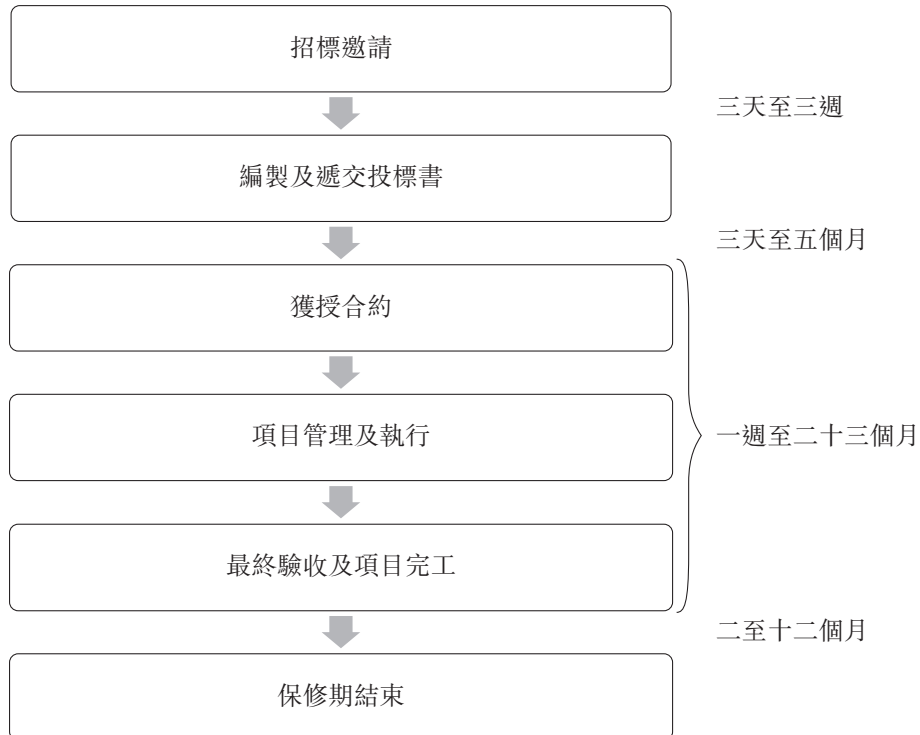 招標邀請
三天至三週
編製及遞交投標書
三天至五個月
獲授合約
項目管理及執行
一週至二十三個月
最終驗收及項目完工
二至十二個月
保修期結束